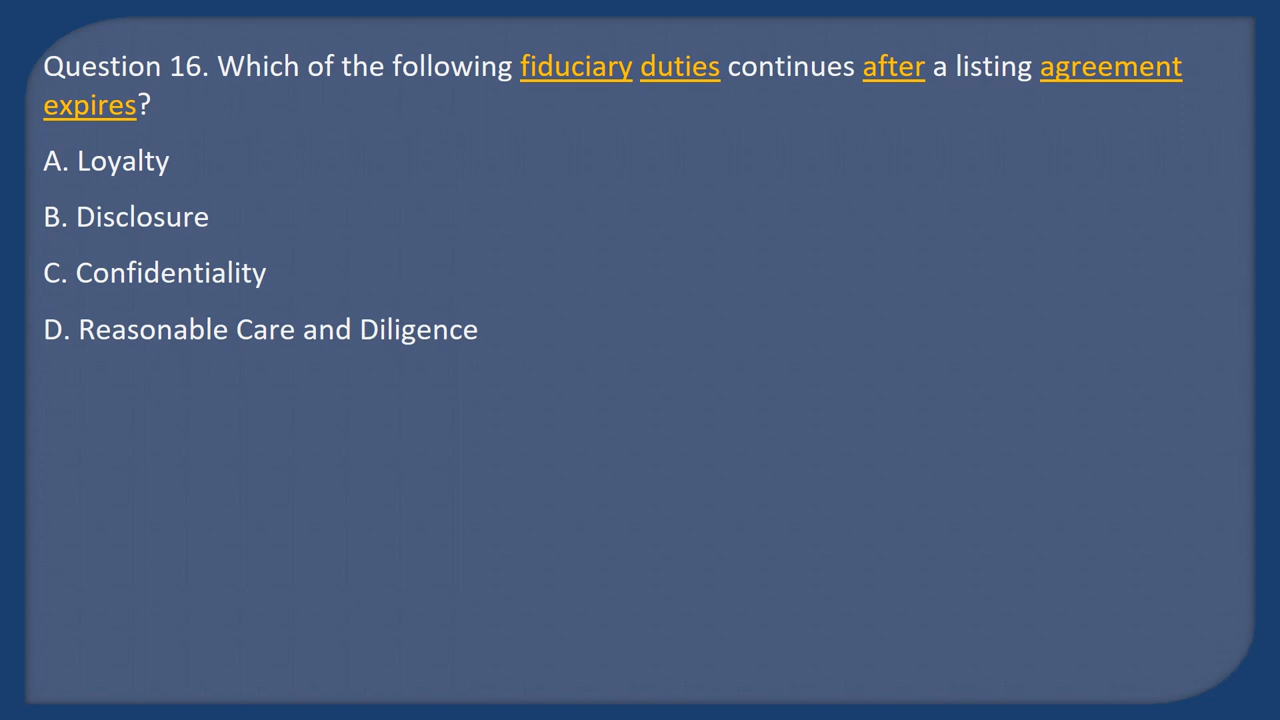 Question 16. Which of the following fiduciary duties continues after a listing agreement
expires?
A. Loyalty
B. Disclosure
C. Confidentiality
D. Reasonable Care and Diligence